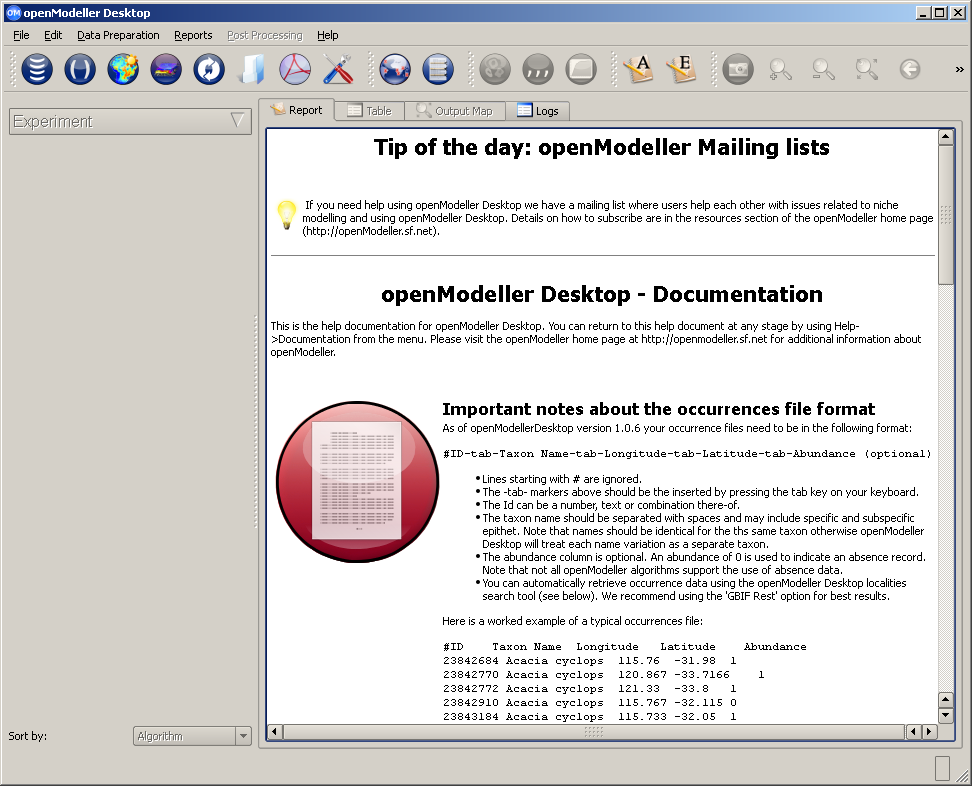 OM openModeller Desktop
File Edit Data Preparation Reports Post Processing Help
A E »
Experiment
Report Table Output Map Logs
Tip of the day: openModeller Mailing lists
If you need help using openModeller Desktop we have a mailing list where users help each other with issues related to niche
modelling and using openModeller Desktop. Details on how to subscribe are in the resources section of the openModeller home page
(http://openModeller.sf.net).
openModeller Desktop - Documentation
This is the help documentation for openModeller Desktop. You can return to this help document at any stage by using Help-
>Documentation from the menu. Please visit the openModeller home page at http://openmodeller.sf.net for additional information about
openModeller.
Important notes about the occurrences file format
As of openModellerDesktop version 1.0.6 your occurrence files need to be in the following format:
#ID-tab-Taxon Name-tab-Longitude-tab-Latitude-tab-Abundance (optional)
• Lines starting with # are ignored.
• The -tab- markers above should be the inserted by pressing the tab key on your keyboard.
• The Id can be a number, text or combination there-of.
• The taxon name should be separated with spaces and may include specific and subspecific
epithet. Note that names should be identical for the ths same taxon otherwise openModeller
Desktop will treat each name variation as a separate taxon.
• The abundance column is optional. An abundance of 0 is used to indicate an absence record.
Note that not all openModeller algorithms support the use of absence data.
• You can automatically retrieve occurrence data using the openModeller Desktop localities
search tool (see below). We recommend using the 'GBIF Rest' option for best results.
Here is a worked example of a typical occurrences file:
#ID Taxon Name Longitude Latitude Abundance
23842684 Acacia cyclops 115.76 -31.98 1
23842770 Acacia cyclops 120.867 -33.7166 1
23842772 Acacia cyclops 121.33 -33.8 1
23842910 Acacia cyclops 115.767 -32.115 0
23843184 Acacia cyclops 115.733 -32.05 1
Sort by: Algorithm